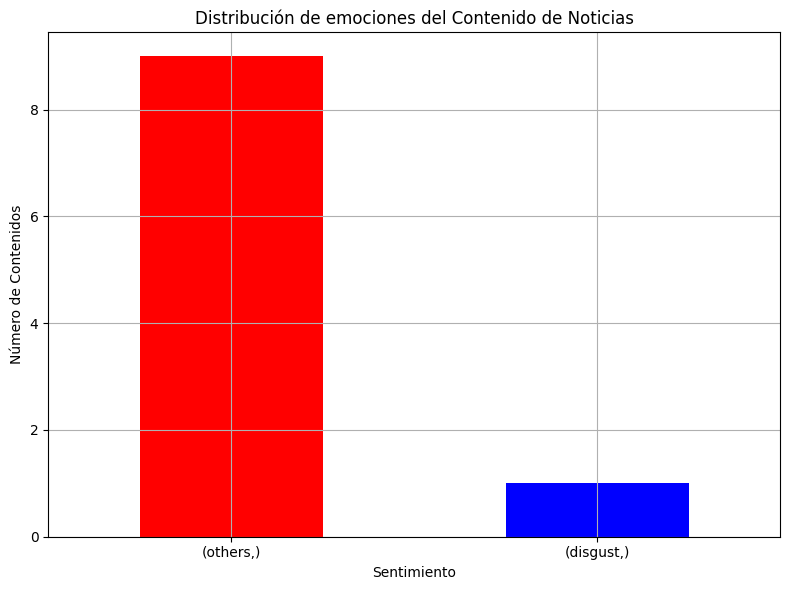 Distribución de emociones del Contenido de Noticias
Número de Contenidos
8
6
4
2
0
(others,)
(disgust,)
Sentimiento